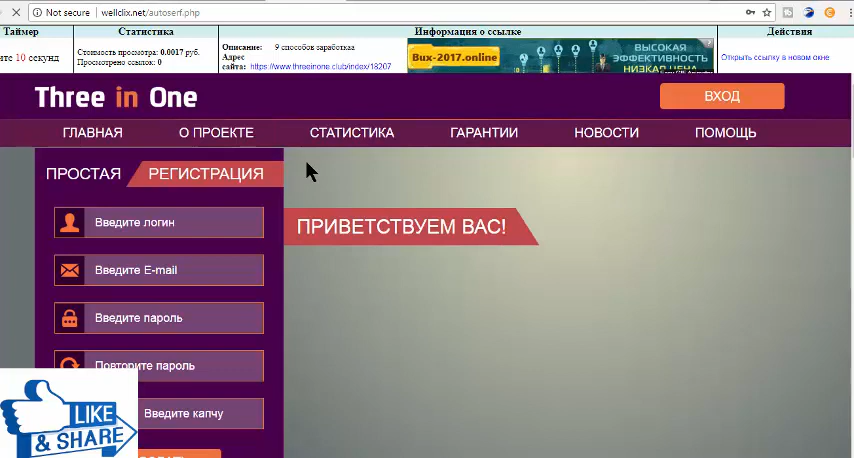 Not secure | wellclix.net/autoserf.php
Таймер
Статистика
Информация о ссылке
Действия
те 10 секунд
Стоимость просмотра: 0.0017 руб.
Просмотрено ссылок: 0
Описание: 9 способов заработкаа
Адрес
сайта: https://www.threeinone.club/index/18207
Bux-2017.online
ВЫСОКАЯ
ЭФФЕКТИВНОСТЬ
НИЗКАЯ ЦЕНА
Открыть ссылку в новом окне
Three in One
ВХОД
ГЛАВНАЯ
О ПРОЕКТЕ
СТАТИСТИКА
ГАРАНТИИ
НОВОСТИ
ПОМОЩЬ
ПРОСТАЯ
РЕГИСТРАЦИЯ
Введите логин
ПРИВЕТСТВУЕМ ВАС!
Введите E-mail
Введите пароль
Повторите пароль
Введите капчу
LIKE
& SHARE